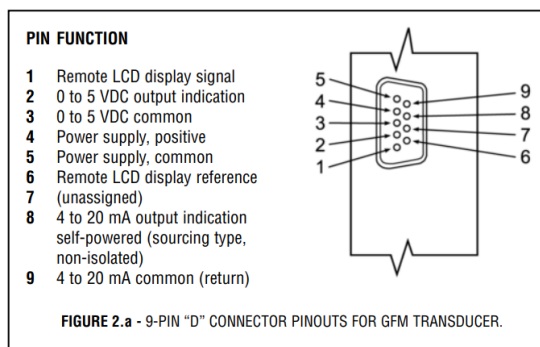 PIN FUNCTION
1 Remote LCD display signal
2 0 to 5 VDC output indication
3 0 to 5 VDC common
4 Power supply, positive
5 Power supply, common
6 Remote LCD display reference
7 (unassigned)
8 4 to 20 mA output indication
self-powered (sourcing type,
non-isolated)
9 4 to 20 mA common (return)
5
4
3
2
1
9
8
7
6
FIGURE 2.a - 9-PIN “D” CONNECTOR PINOUTS FOR GFM TRANSDUCER.